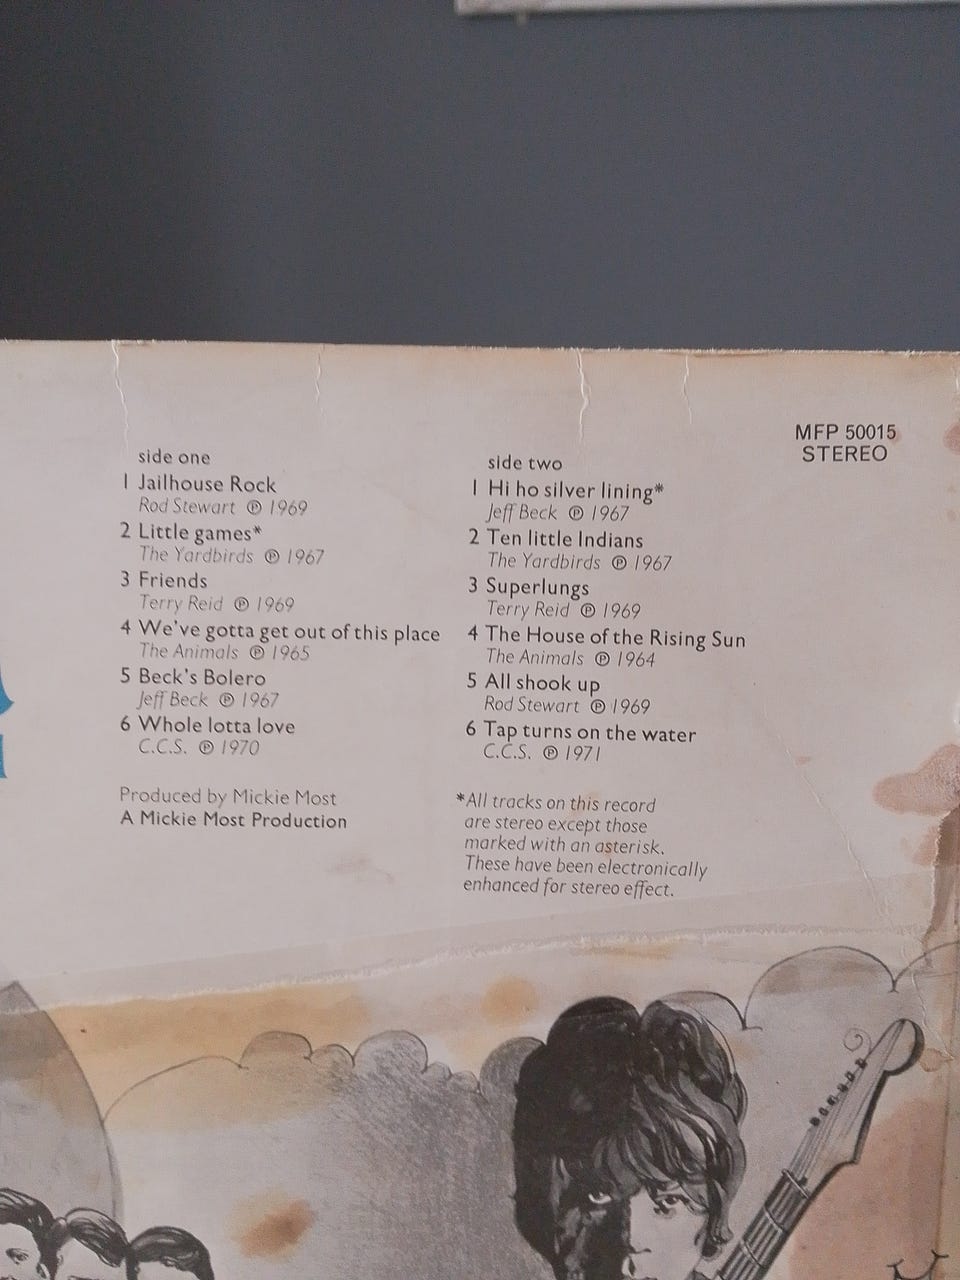 side one
1 Jailhouse Rock
Rod Stewart ℗ 1969
2 Little games*
The Yardbirds ℗ 1967
3 Friends
Terry Reid ℗ 1969
4 We've gotta get out of this place
The Animals ℗ 1965
5 Beck's Bolero
Jeff Beck ℗ 1967
6 Whole lotta love
C.C.S. ℗ 1970
Produced by Mickie Most
A Mickie Most Production
side two
1 Hi ho silver lining*
Jeff Beck ℗ 1967
2 Ten little Indians
The Yardbirds ℗ 1967
3 Superlungs
Terry Reid ℗ 1969
4 The House of the Rising Sun
The Animals ℗ 1964
5 All shook up
Rod Stewart ℗ 1969
6 Tap turns on the water
C.C.S. ℗ 1971
*All tracks on this record
are stereo except those
marked with an asterisk.
These have been electronically
enhanced for stereo effect.
MFP 50015
STEREO